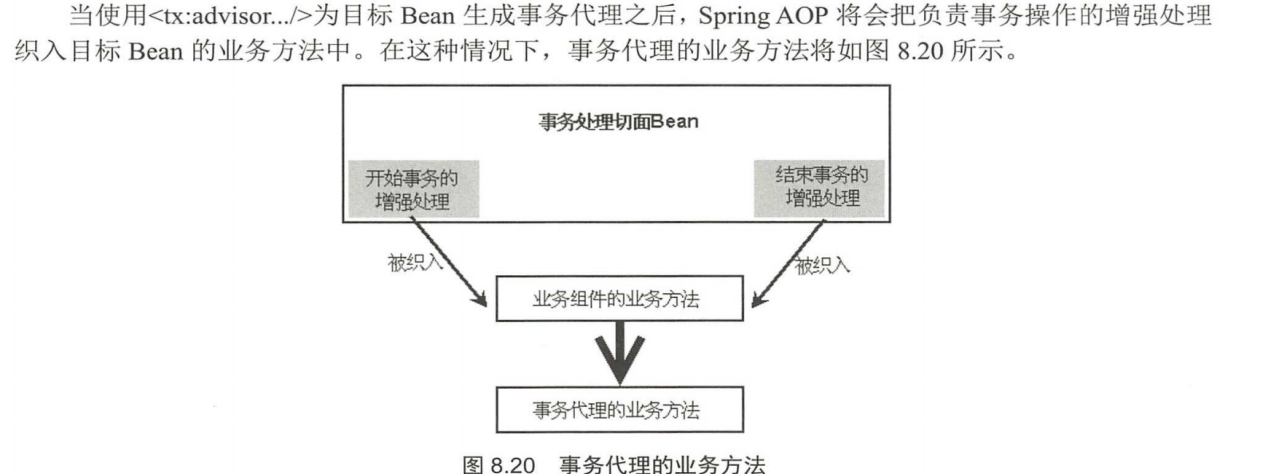 当使用<tx:advisor.../>为目标 Bean 生成事务代理之后，Spring AOP 将会把负责事务操作的增强处理
织入目标 Bean 的业务方法中。在这种情况下，事务代理的业务方法将如图 8.20 所示。
事务处理切面Bean
开始事务的
增强处理
结束事务的
增强处理
被织入
被织入
业务组件的业务方法
事务代理的业务方法
图 8.20 事务代理的业务方法